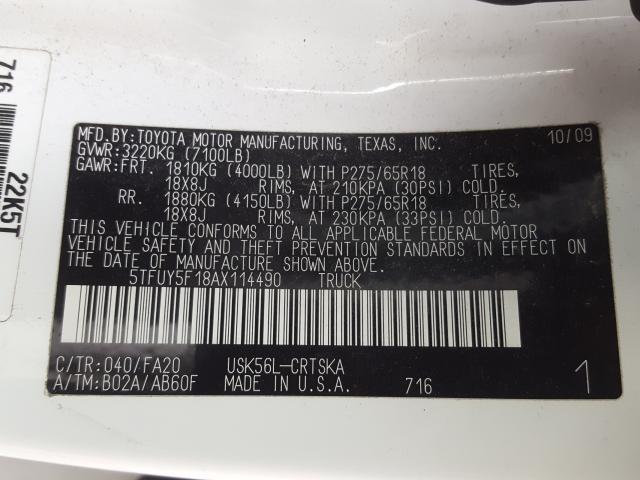 MFD. BY: TOYOTA MOTOR MANUFACTURING, TEXAS, INC. 10/09
GVWR: 3220KG (7100LB)
GAWR: FRT. 1810KG (4000LB) WITH P275/65R18 TIRES,
18X8J RIMS, AT 210KPA (30PSI) COLD.
RR. 1880KG (4150LB) WITH P275/65R18 TIRES,
18X8J RIMS, AT 230KPA (33PSI) COLD.
THIS VEHICLE CONFORMS TO ALL APPLICABLE FEDERAL MOTOR
VEHICLE SAFETY AND THEFT PREVENTION STANDARDS IN EFFECT ON
THE DATE OF MANUFACTURE SHOWN ABOVE.
5TFUY5F18AX114490 TRUCK
C/TR: 040/FA20 USK56L-CRTSKA
A/TM: B02A/AB60F MADE IN U.S.A. 716 1
716 22K5T